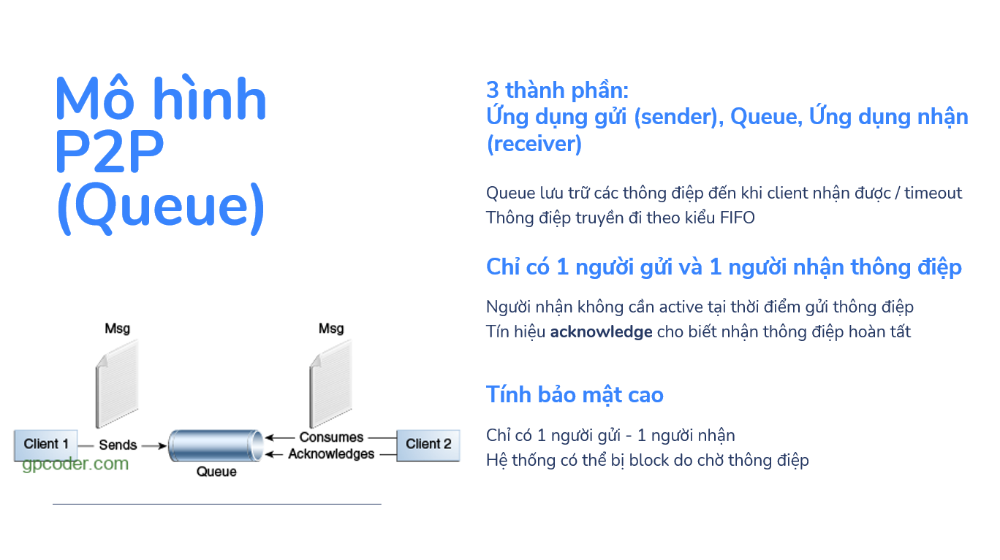 Mô hình
P2P
(Queue)
3 thành phần:
Ứng dụng gửi (sender), Queue, Ứng dụng nhận
(receiver)
Queue lưu trữ các thông điệp đến khi client nhận được / timeout
Thông điệp truyền đi theo kiểu FIFO
Chỉ có 1 người gửi và 1 người nhận thông điệp
Người nhận không cần active tại thời điểm gửi thông điệp
Tín hiệu acknowledge cho biết nhận thông điệp hoàn tất
Tính bảo mật cao
Chỉ có 1 người gửi - 1 người nhận
Hệ thống có thể bị block do chờ thông điệp
Msg
Msg
Client 1
Sends
Consumes
Acknowledges
Client 2
gpcoder.com
Queue